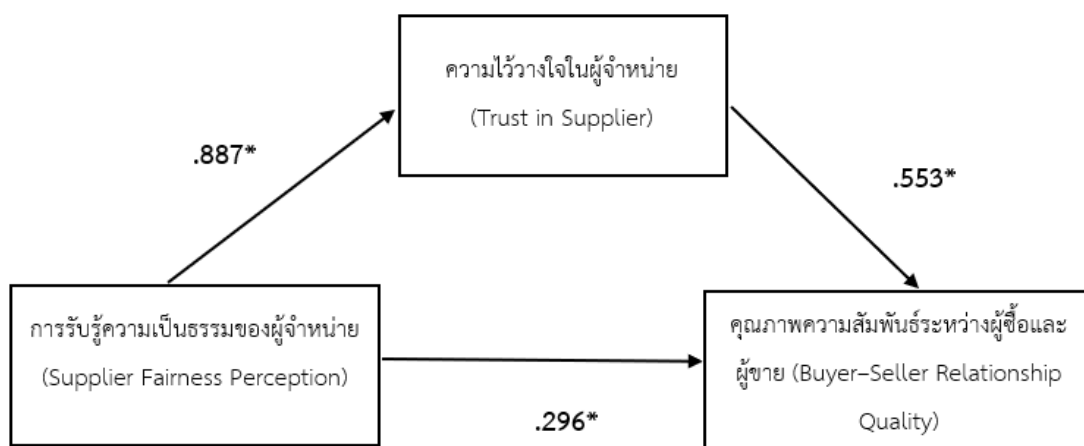 ความไว้วางใจในผู้จำหน่าย
(Trust in Supplier)
.887*
.553*
การรับรู้ความเป็นธรรมของผู้จำหน่าย
(Supplier Fairness Perception)
คุณภาพความสัมพันธ์ระหว่างผู้ซื้อและ
ผู้ขาย (Buyer–Seller Relationship
Quality)
.296*